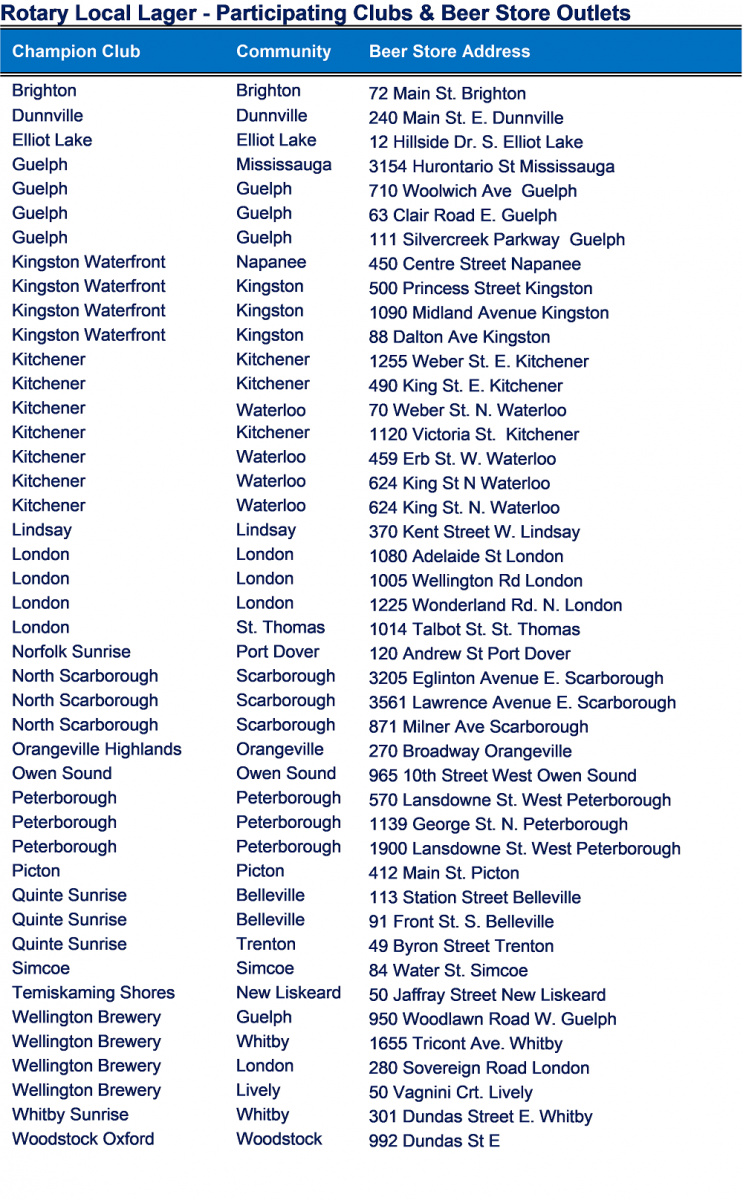 Rotary Local Lager - Participating Clubs & Beer Store Outlets
Champion Club Community Beer Store Address
Brighton Brighton 72 Main St. Brighton
Dunnville Dunnville 240 Main St. E. Dunnville
Elliot Lake Elliot Lake 12 Hillside Dr. S. Elliot Lake
Guelph Mississauga 3154 Hurontario St Mississauga
Guelph Guelph 710 Woolwich Ave  Guelph
Guelph Guelph 63 Clair Road E. Guelph
Guelph Guelph 111 Silvercreek Parkway  Guelph
Kingston Waterfront Napanee 450 Centre Street Napanee
Kingston Waterfront Kingston 500 Princess Street Kingston
Kingston Waterfront Kingston 1090 Midland Avenue Kingston
Kingston Waterfront Kingston 88 Dalton Ave Kingston
Kitchener Kitchener 1255 Weber St. E. Kitchener
Kitchener Kitchener 490 King St. E. Kitchener
Kitchener Waterloo 70 Weber St. N. Waterloo
Kitchener Kitchener 1120 Victoria St.  Kitchener
Kitchener Waterloo 459 Erb St. W. Waterloo
Kitchener Waterloo 624 King St N Waterloo
Kitchener Waterloo 624 King St. N. Waterloo
Lindsay Lindsay 370 Kent Street W. Lindsay
London London 1080 Adelaide St London
London London 1005 Wellington Rd London
London London 1225 Wonderland Rd. N. London
London St. Thomas 1014 Talbot St. St. Thomas
Norfolk Sunrise Port Dover 120 Andrew St Port Dover
North Scarborough Scarborough 3205 Eglinton Avenue E. Scarborough
North Scarborough Scarborough 3561 Lawrence Avenue E. Scarborough
North Scarborough Scarborough 871 Milner Ave Scarborough
Orangeville Highlands Orangeville 270 Broadway Orangeville
Owen Sound Owen Sound 965 10th Street West Owen Sound
Peterborough Peterborough 570 Lansdowne St. West Peterborough
Peterborough Peterborough 1139 George St. N. Peterborough
Peterborough Peterborough 1900 Lansdowne St. West Peterborough
Picton Picton 412 Main St. Picton
Quinte Sunrise Belleville 113 Station Street Belleville
Quinte Sunrise Belleville 91 Front St. S. Belleville
Quinte Sunrise Trenton 49 Byron Street Trenton
Simcoe Simcoe 84 Water St. Simcoe
Temiskaming Shores New Liskeard 50 Jaffray Street New Liskeard
Wellington Brewery Guelph 950 Woodlawn Road W. Guelph
Wellington Brewery Whitby 1655 Tricont Ave. Whitby
Wellington Brewery London 280 Sovereign Road London
Wellington Brewery Lively 50 Vagnini Crt. Lively
Whitby Sunrise Whitby 301 Dundas Street E. Whitby
Woodstock Oxford Woodstock 992 Dundas St E